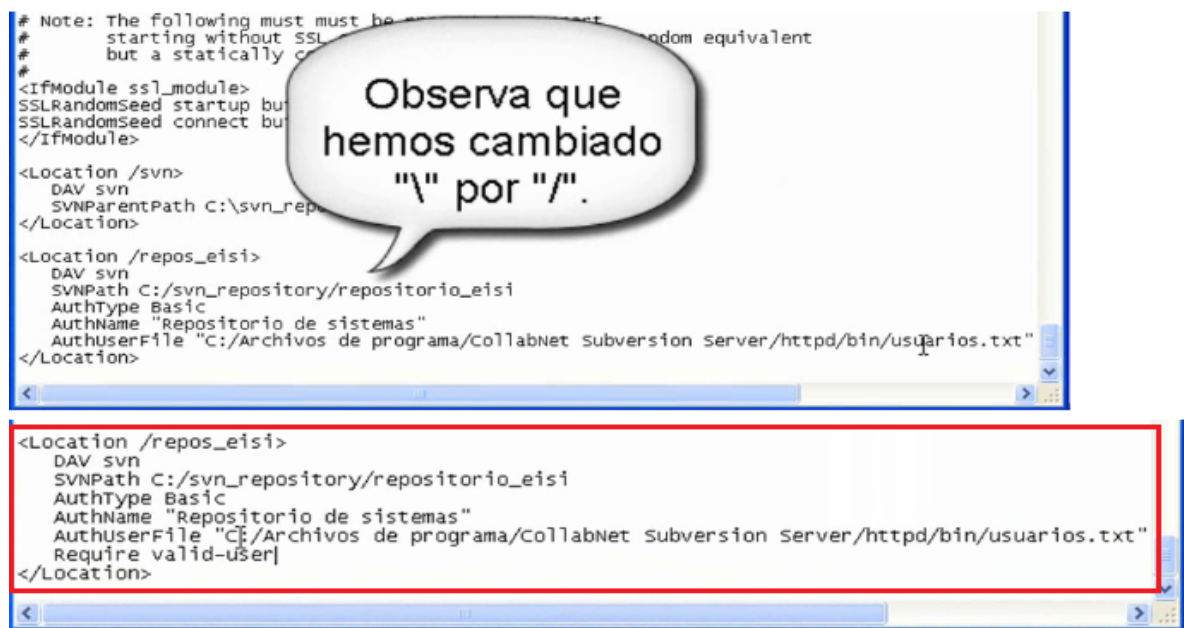 # Note: The following must must be
# starting without SSL
ndom equivalent
# but a statically
#
<IfModule ssl_module>
SSLRandomSeed startup
SSLRandomSeed connect
</IfModule>
Observa que
hemos cambiado
"\" por "/".
<Location /svn>
DAV svn
SVNParentPath C:\svn_rep
</Location>
<Location /repos_eisi>
DAV svn
SVNPath C:/svn_repository/repositorio_eisi
AuthType Basic
AuthName "Repositorio de sistemas"
AuthUserFile "C:/Archivos de programa/CollabNet Subversion Server/httpd/bin/usuarios.txt"
</Location>
<Location /repos_eisi>
DAV svn
SVNPath C:/svn_repository/repositorio_eisi
AuthType Basic
AuthName "Repositorio de sistemas"
AuthUserFile "C:/Archivos de programa/CollabNet Subversion Server/httpd/bin/usuarios.txt"
Require valid-user
</Location>